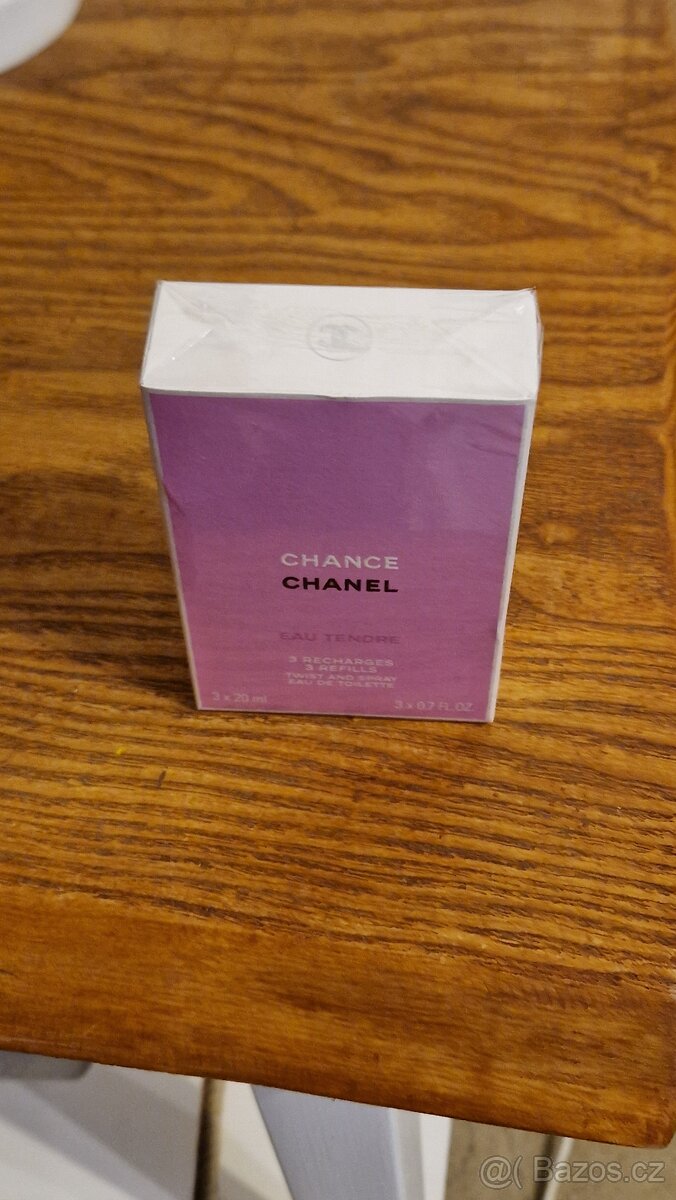 CHANCE
CHANEL
EAU TENDRE
3 RECHARGES
3 REFILLS
TWIST AND SPRAY
EAU DE TOILETTE
3 x 20 ml
3 x 0.7 FL.OZ.
@( Bazos.cz